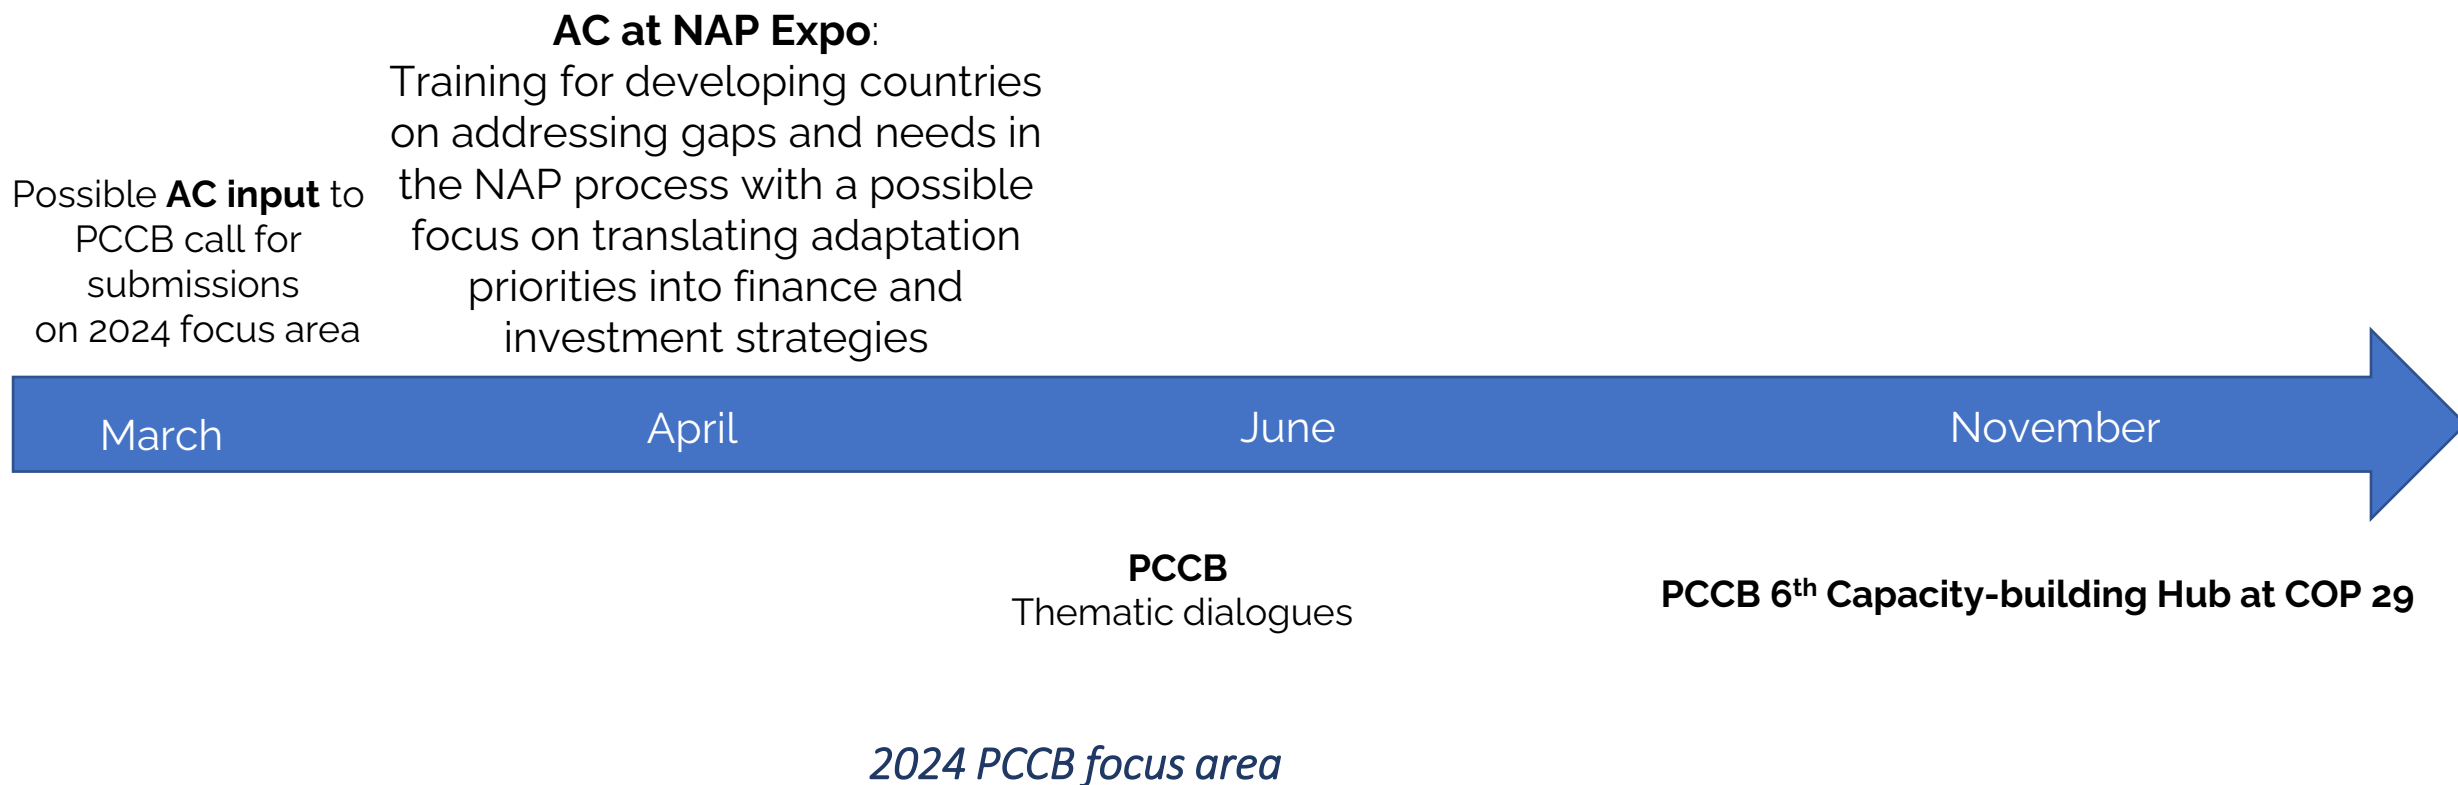 AC at NAP Expo:
Training for developing countries
on addressing gaps and needs in
the NAP process with a possible
focus on translating adaptation
priorities into finance and
investment strategies
Possible AC input to
PCCB call for
submissions
on 2024 focus area
March
April
June
November
PCCB
Thematic dialogues
PCCB 6th Capacity-building Hub at COP 29
2024 PCCB focus area